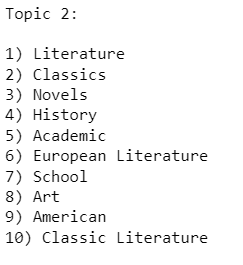 Topic 2:
1) Literature
2) Classics
3) Novels
4) History
5) Academic
6) European Literature
7) School
8) Art
9) American
10) Classic Literature